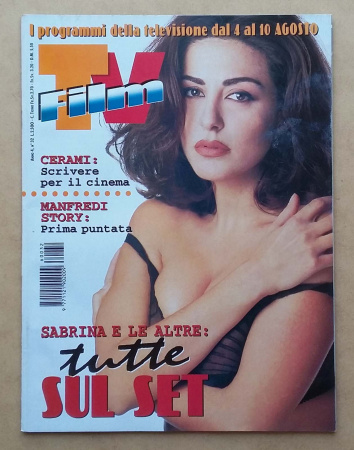 I programmi della televisione dal 4 al 10 AGOSTO
TV
Film
CERAMI:
Scrivere
per il cinema
MANFREDI
STORY:
Prima puntata
SABRINA E LE ALTRE:
tutte
SUL SET